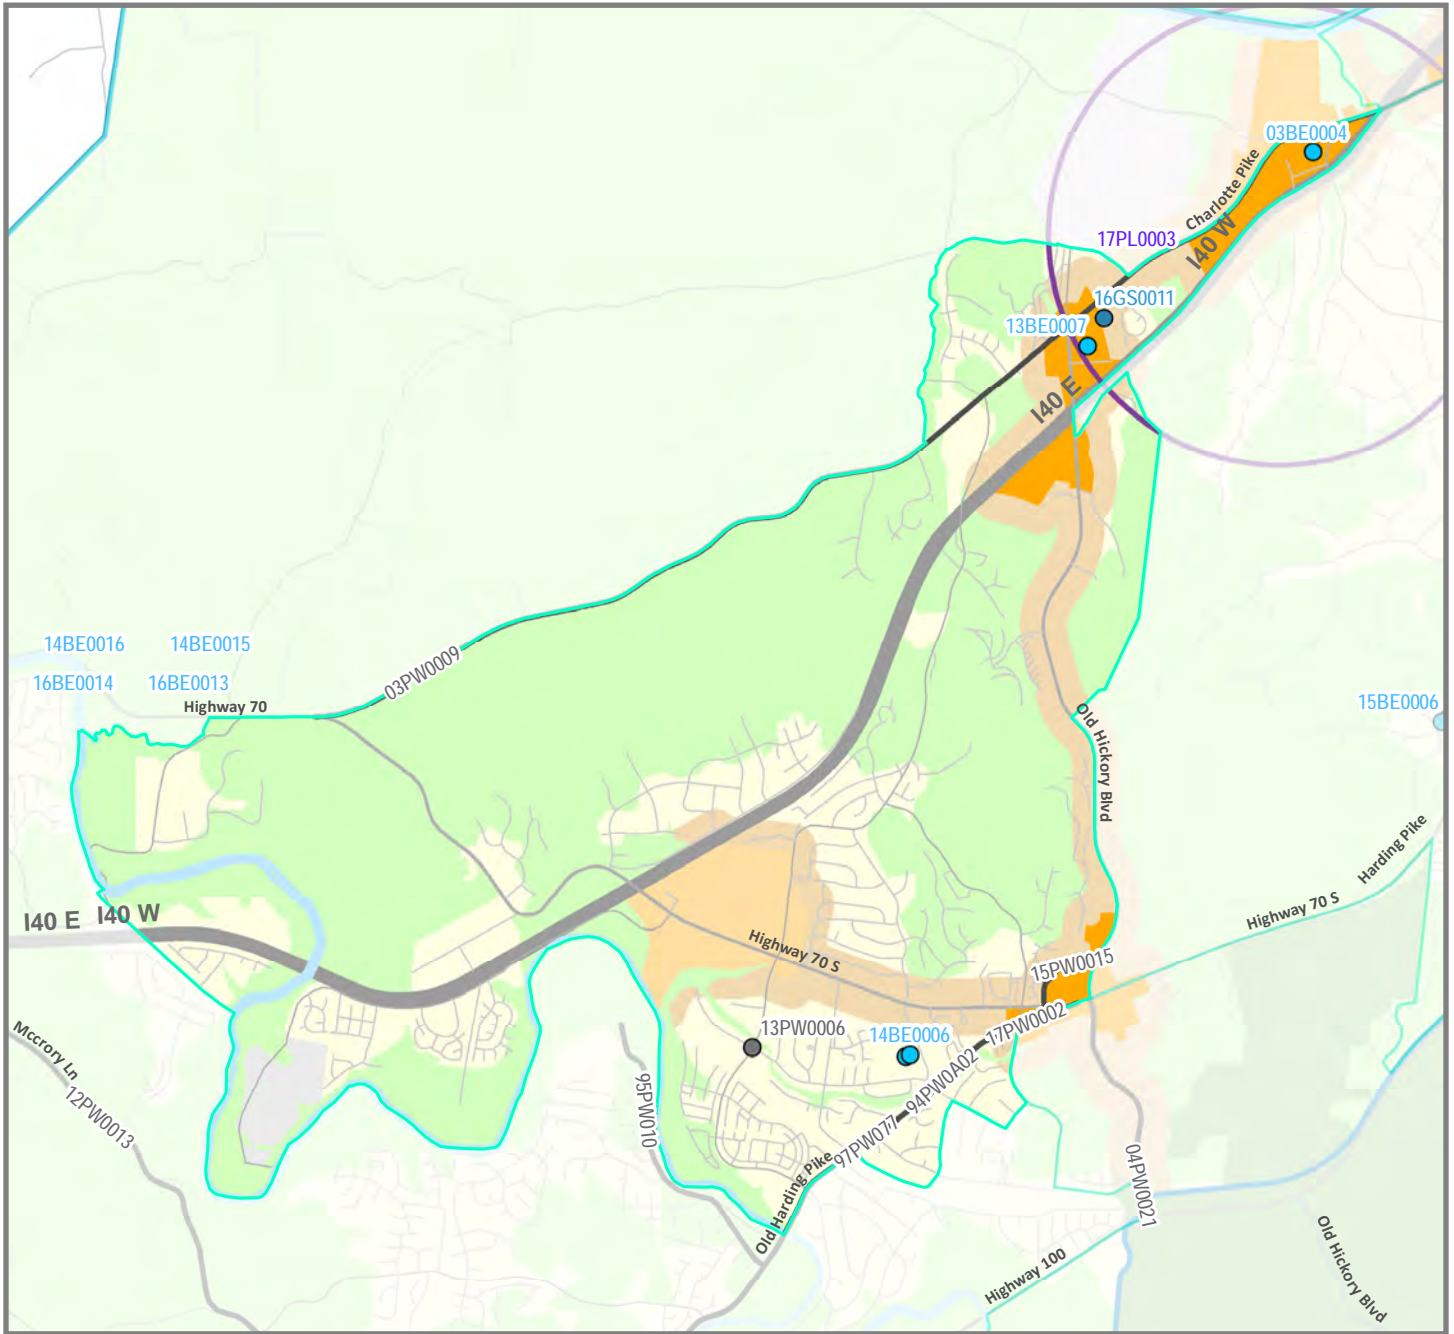 03BE0004
Charlotte Pike
17PL0003
I40 W
16GS0011
13BE0007
I40 E
14BE0016
14BE0015
03PW0009
16BE0014
16BE0013
Highway 70
15BE0006
Old Hickory Blvd
Harding Pike
I40 E
I40 W
Highway 70 S
Highway 70 S
15PW0015
13PW0006
14BE0006
17PW0002
94PW0A02
Mccrory Ln
12PW0013
95PW010
97PW077
Old Harding Pike
04PW0021
Highway 100
Old Hickory Blvd